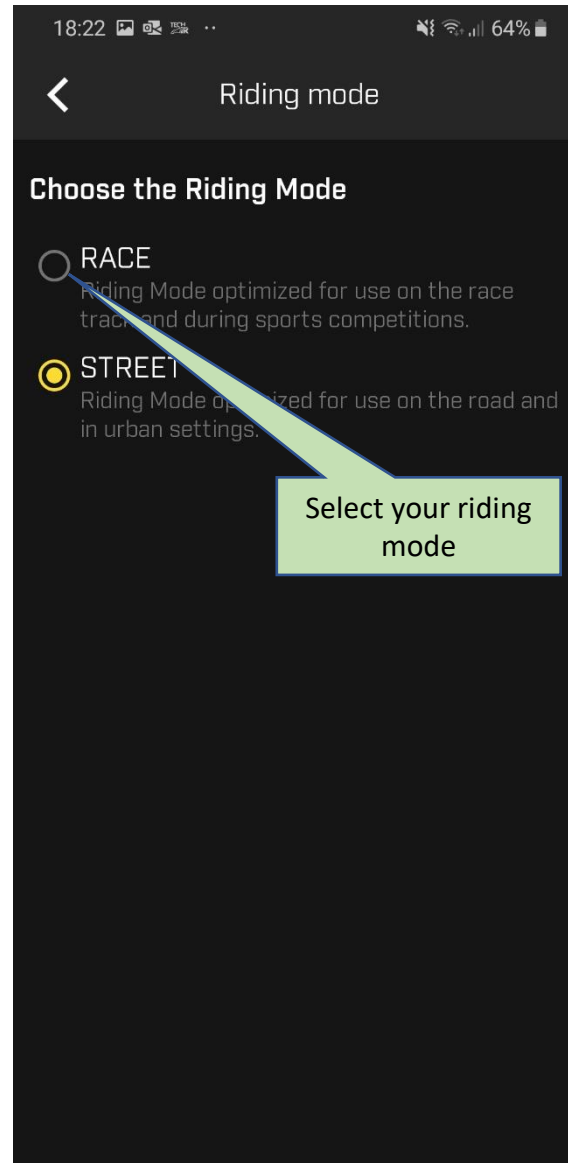 18:22 TECH AIR 64%
Riding mode
Choose the Riding Mode
RACE
Riding Mode optimized for use on the race
track and during sports competitions.
STREET
Riding Mode optimized for use on the road and
in urban settings.
Select your riding
mode